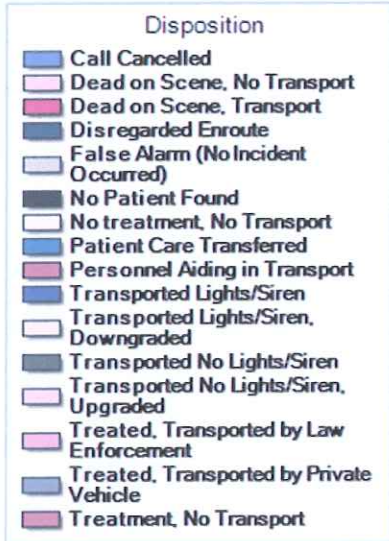 Disposition
Call Cancelled
Dead on Scene, No Transport
Dead on Scene, Transport
Disregarded Enroute
False Alarm (No Incident
Occurred)
No Patient Found
No treatment, No Transport
Patient Care Transferred
Personnel Aiding in Transport
Transported Lights/Siren
Transported Lights/Siren,
Downgraded
Transported No Lights/Siren
Transported No Lights/Siren,
Upgraded
Treated, Transported by Law
Enforcement
Treated, Transported by Private
Vehicle
Treatment, No Transport